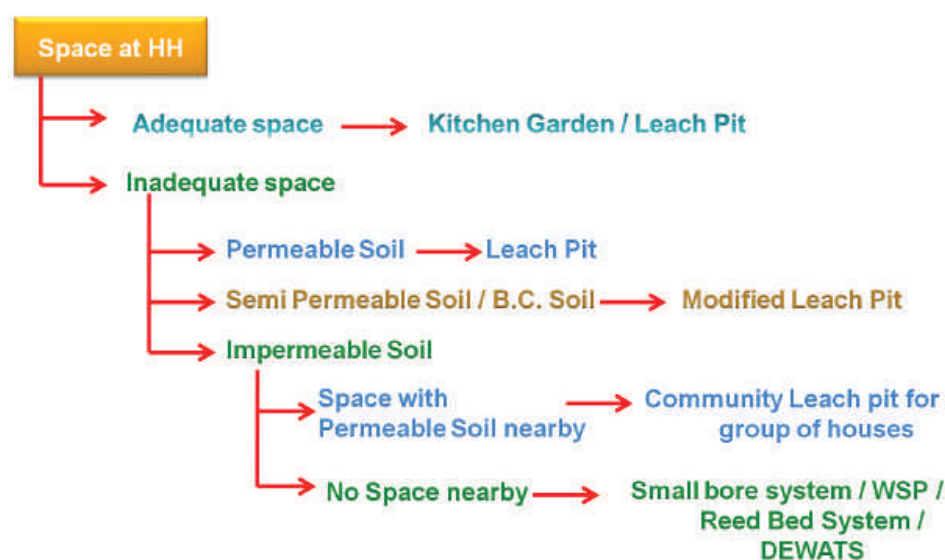 Space at HH
Adequate space
Kitchen Garden / Leach Pit
Inadequate space
Permeable Soil
Leach Pit
Semi Permeable Soil / B.C. Soil
Modified Leach Pit
Impermeable Soil
Space with
Permeable Soil nearby
Community Leach pit for
group of houses
No Space nearby
Small bore system / WSP /
Reed Bed System /
DEWATS